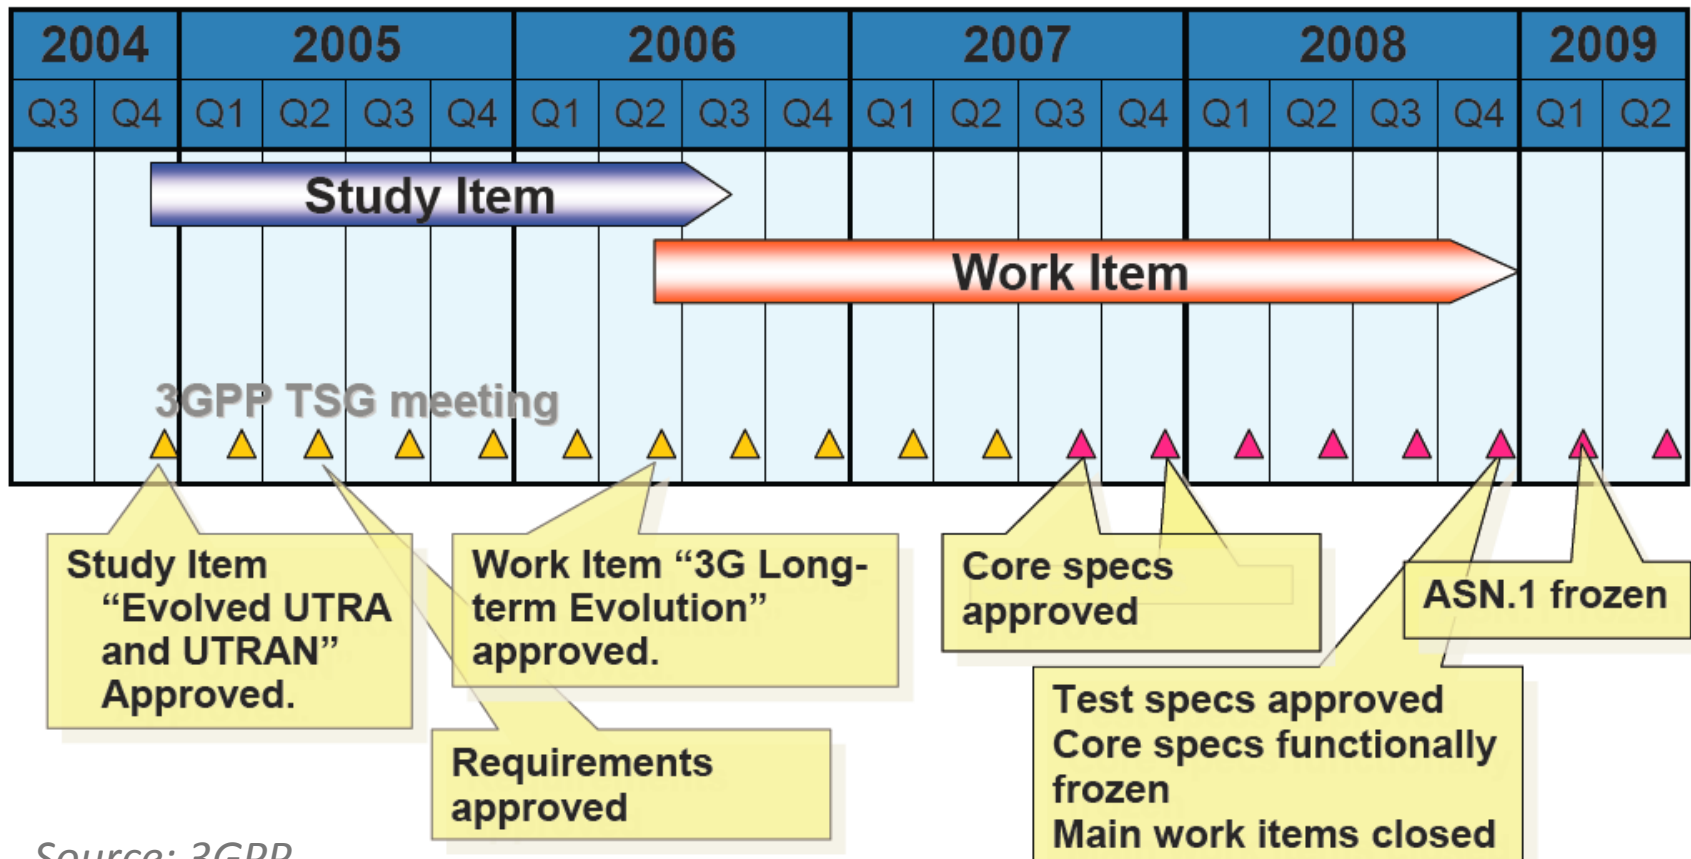 2004 2005 2006 2007 2008 2009
Q3 Q4 Q1 Q2 Q3 Q4 Q1 Q2 Q3 Q4 Q1 Q2 Q3 Q4 Q1 Q2 Q3 Q4 Q1 Q2
Study Item
Work Item
3GPP TSG meeting
Study Item
“Evolved UTRA
and UTRAN”
Approved.
Work Item “3G Long-
term Evolution”
approved.
Requirements
approved
Core specs
approved
ASN.1 frozen
Test specs approved
Core specs functionally
frozen
Main work items closed
Source: 3GPP